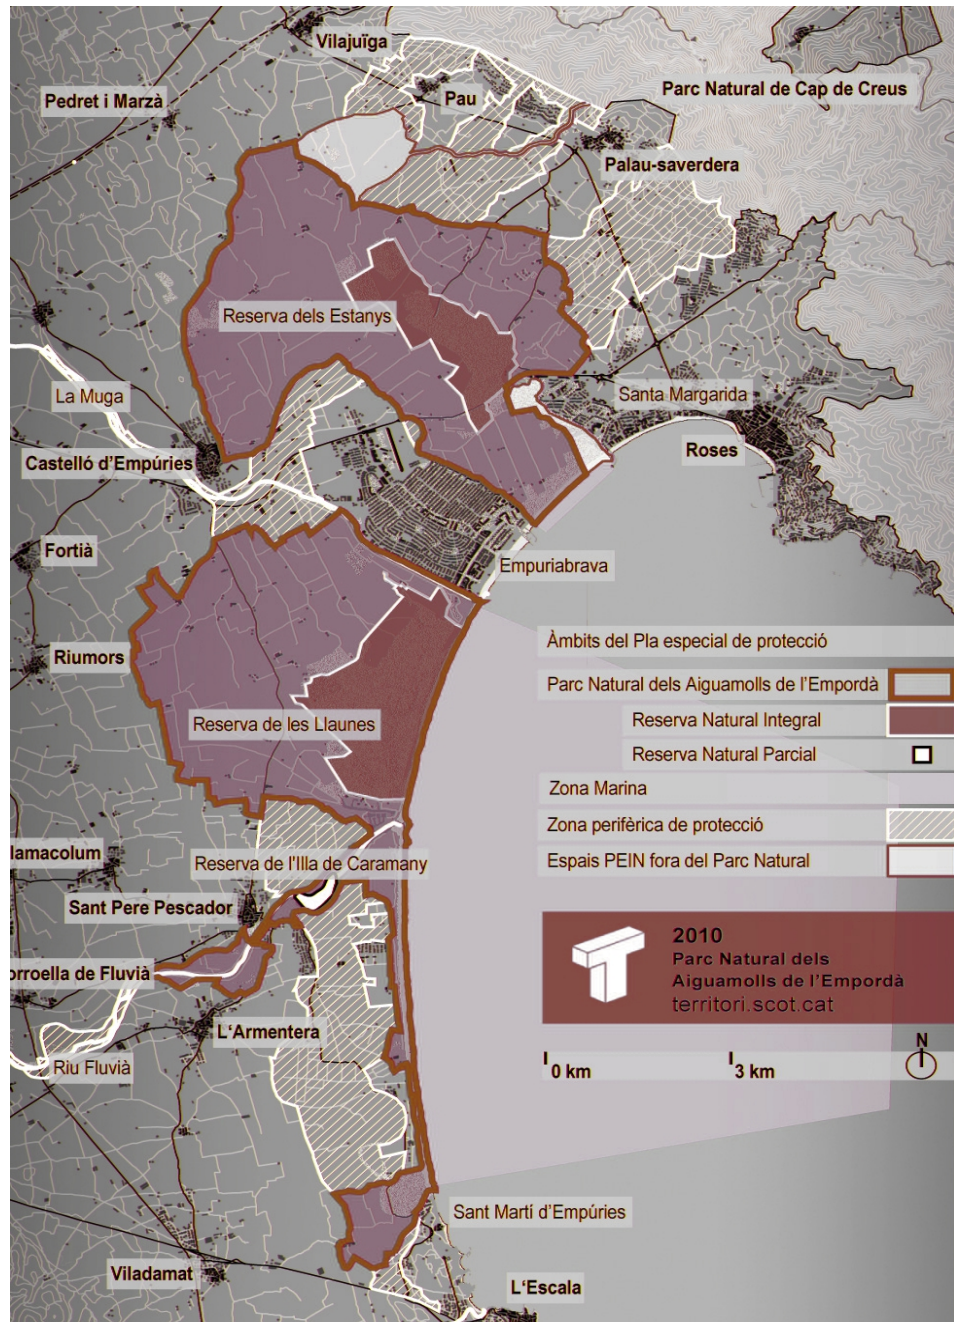 Vilajuïga
Parc Natural de Cap de Creus
Pedret i Marzà
Pau
Palau-saverdera
Reserva dels Estanys
La Muga
Santa Margarida
Roses
Castelló d'Empúries
Fortià
Empuriabrava
Àmbits del Pla especial de protecció
Riumors
Parc Natural dels Aiguamolls de l'Empordà
Reserva de les Llaunes
Reserva Natural Integral
Reserva Natural Parcial
Zona Marina
Zona perifèrica de protecció
lamacolum
Reserva de l'Illa de Caramany
Espais PEIN fora del Parc Natural
Sant Pere Pescador
2010
Parc Natural dels
Aiguamolls de l'Empordà
territori.scot.cat
orroella de Fluvià
L'Armentera
Riu Fluvià
N
0 km
3 km
Sant Martí d'Empúries
Viladamat
L'Escala